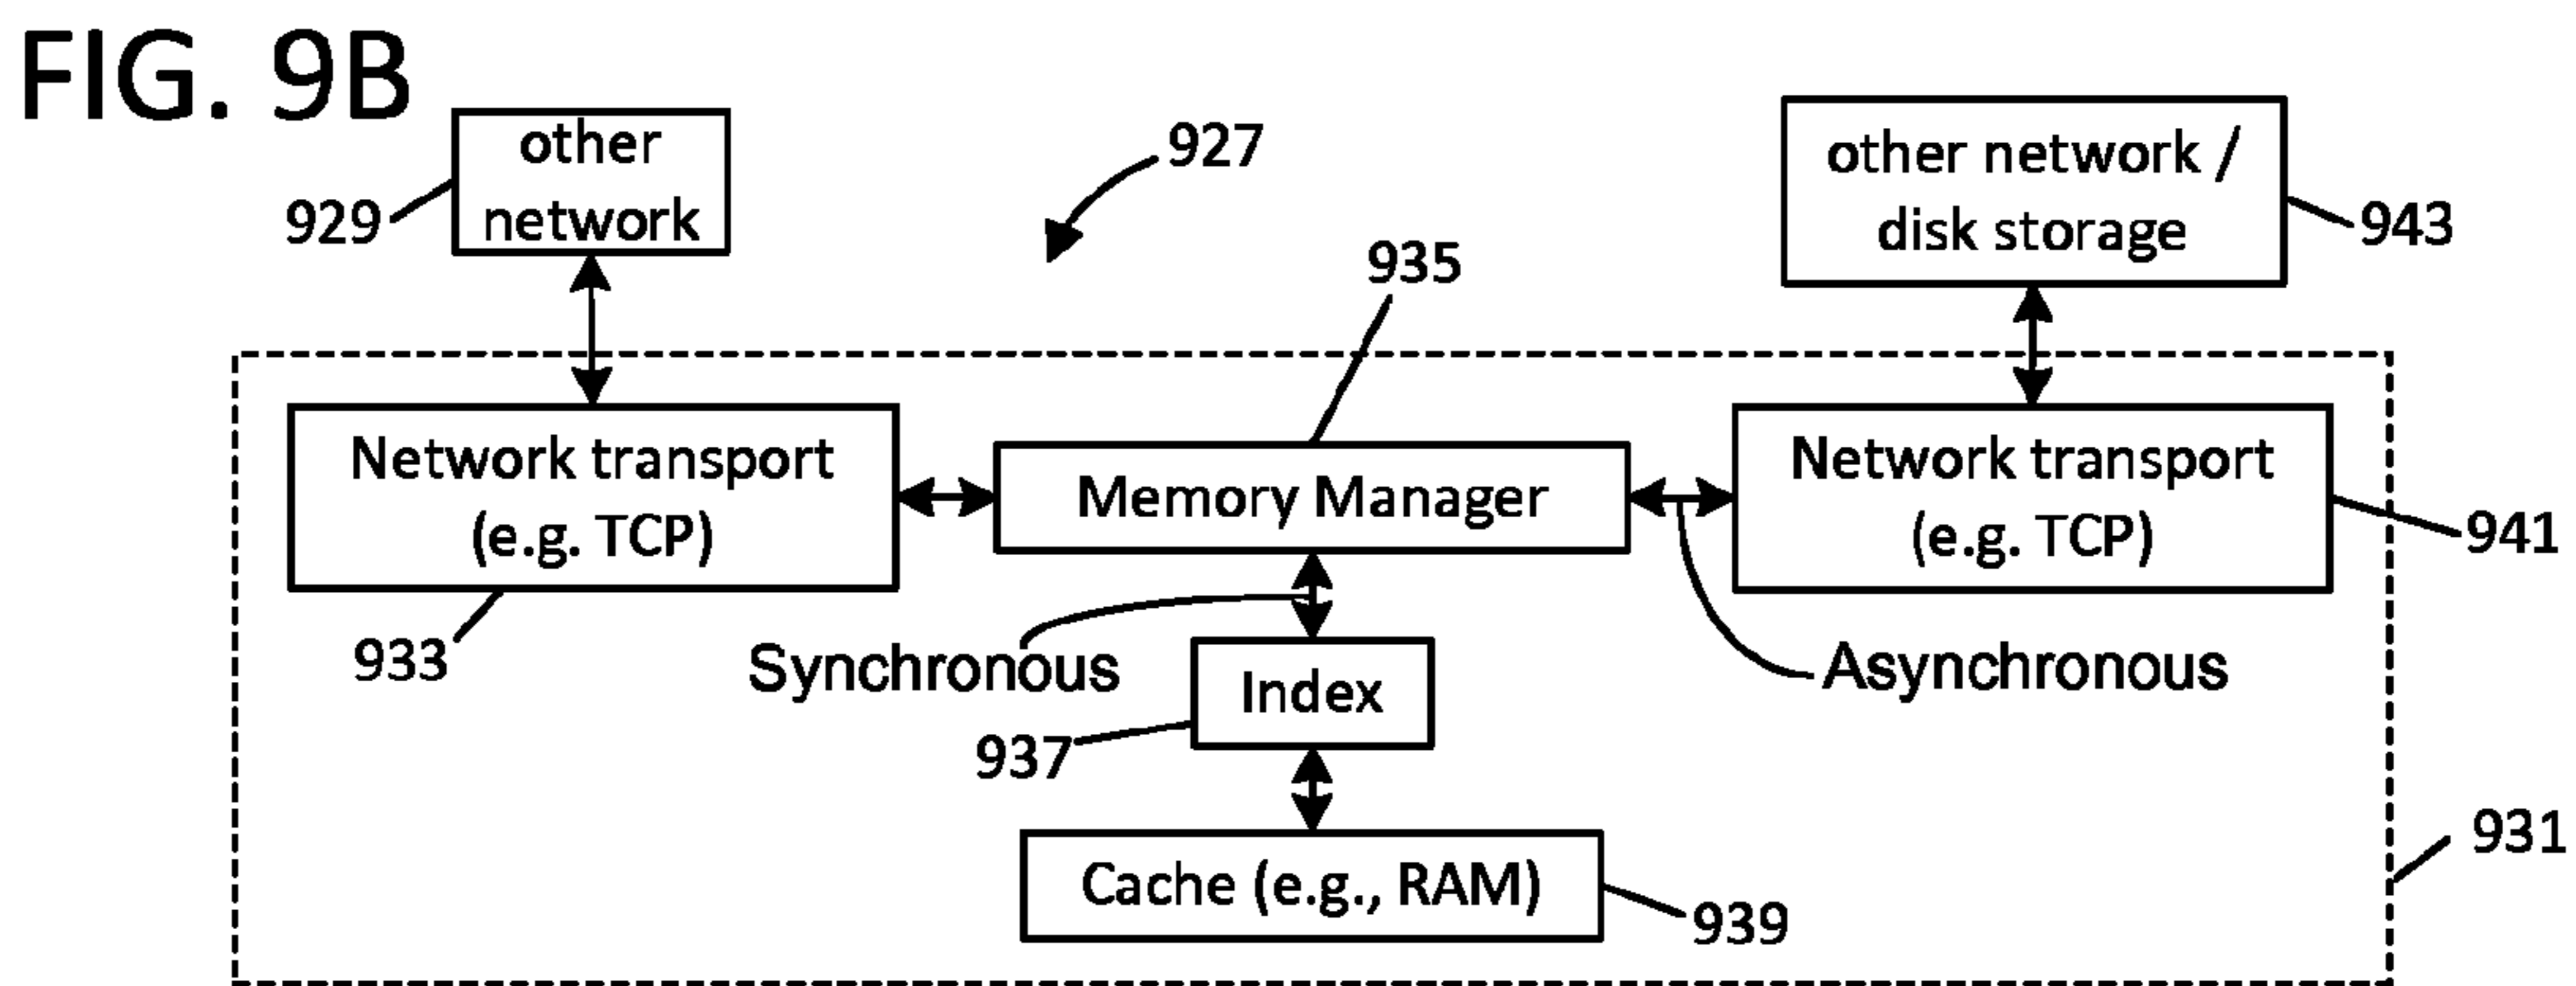 FIG. 9B
other
network
929
927
other network /
disk storage
943
935
Network transport
(e.g. TCP)
933
Memory Manager
Network transport
(e.g. TCP)
941
Synchronous
Asynchronous
Index
937
Cache (e.g., RAM)
939
931